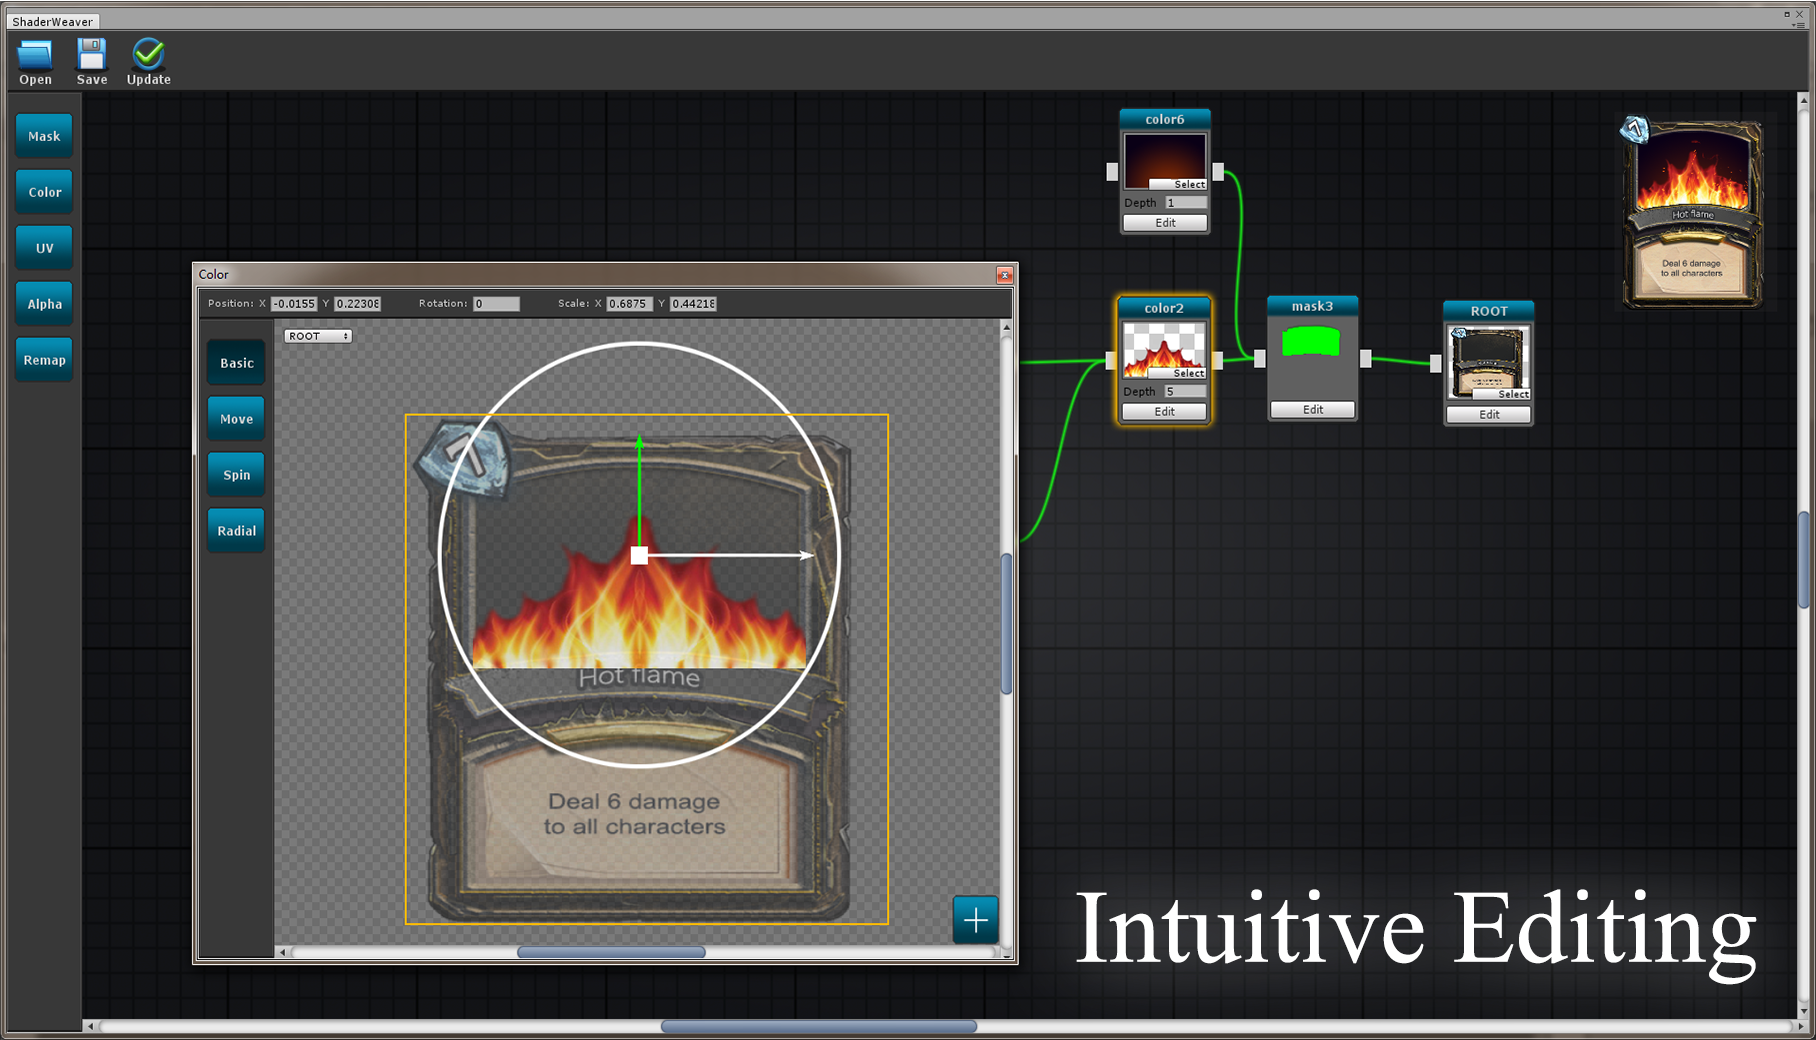 ShaderWeaver
Open Save Update
Mask
Color
UV
Alpha
Remap
color6
Select
Depth 1
Edit
color2
Select
Depth 5
Edit
mask3
Edit
ROOT
Select
Edit
7
Hot flame
Deal 6 damage
to all characters
Color
Position: X -0.0155 Y 0.22308 Rotation: 0 Scale: X 0.6875 Y 0.44218
ROOT
Basic
Move
Spin
Radial
7
Hot flame
Deal 6 damage
to all characters
Intuitive Editing